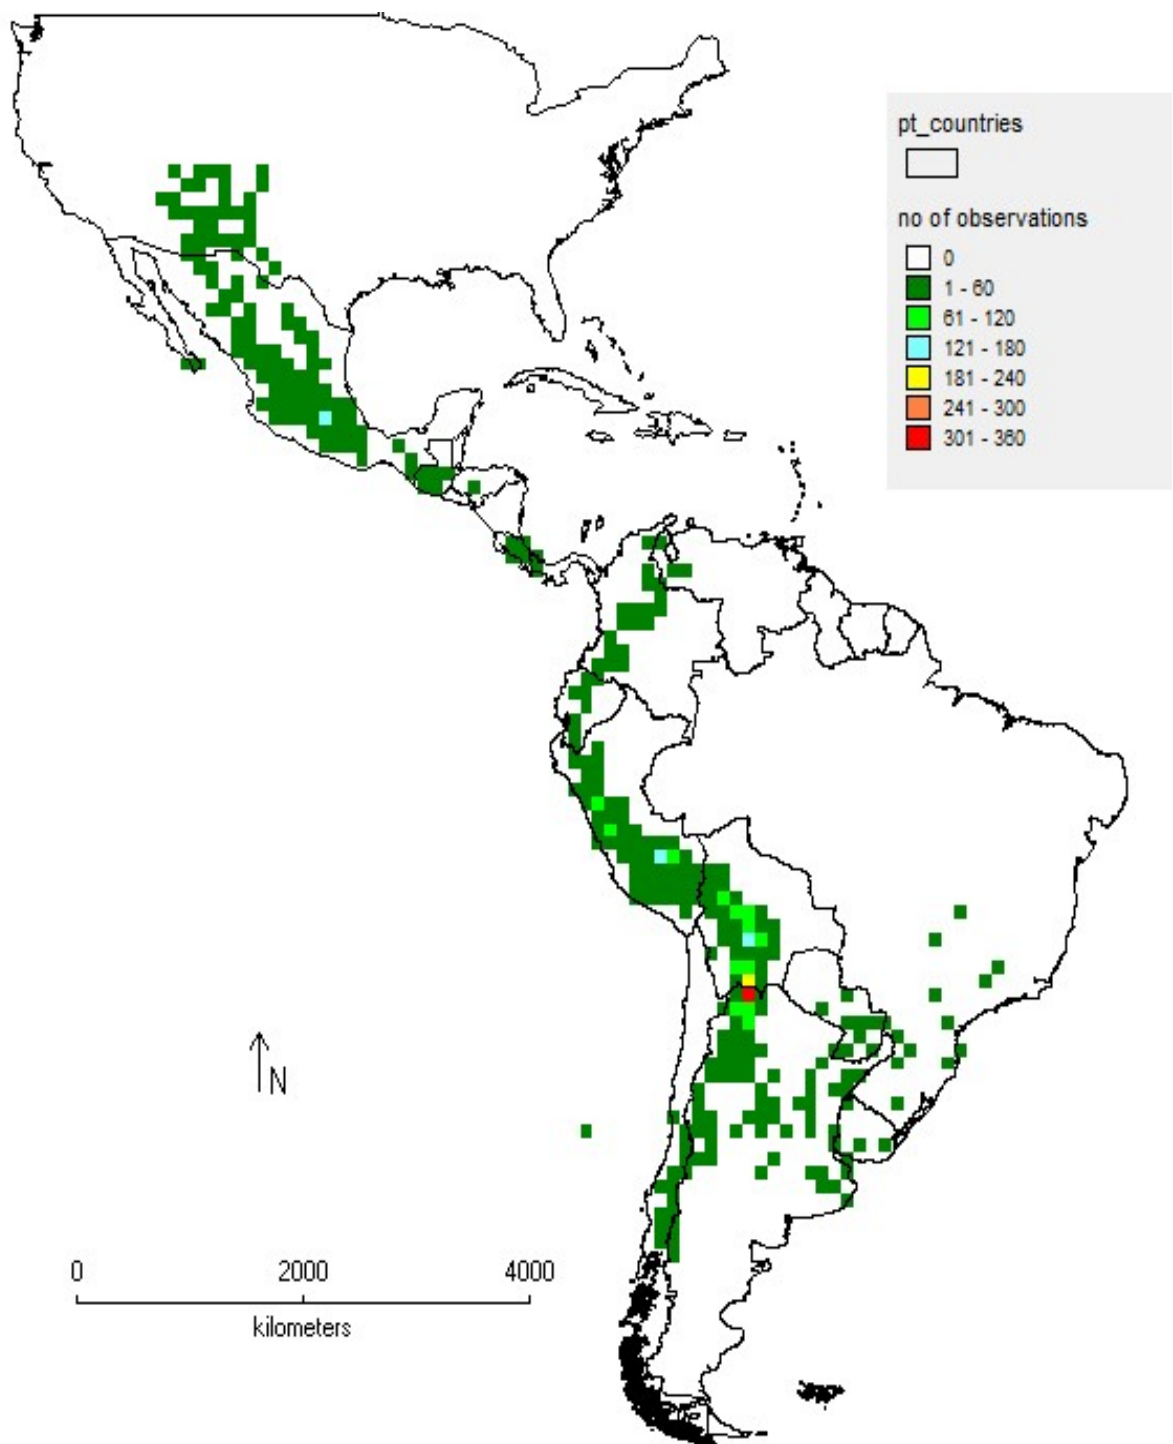 pt_countries
no of observations
0
1 - 60
61 - 120
121 - 180
181 - 240
241 - 300
301 - 360
N
0 2000 4000
kilometers